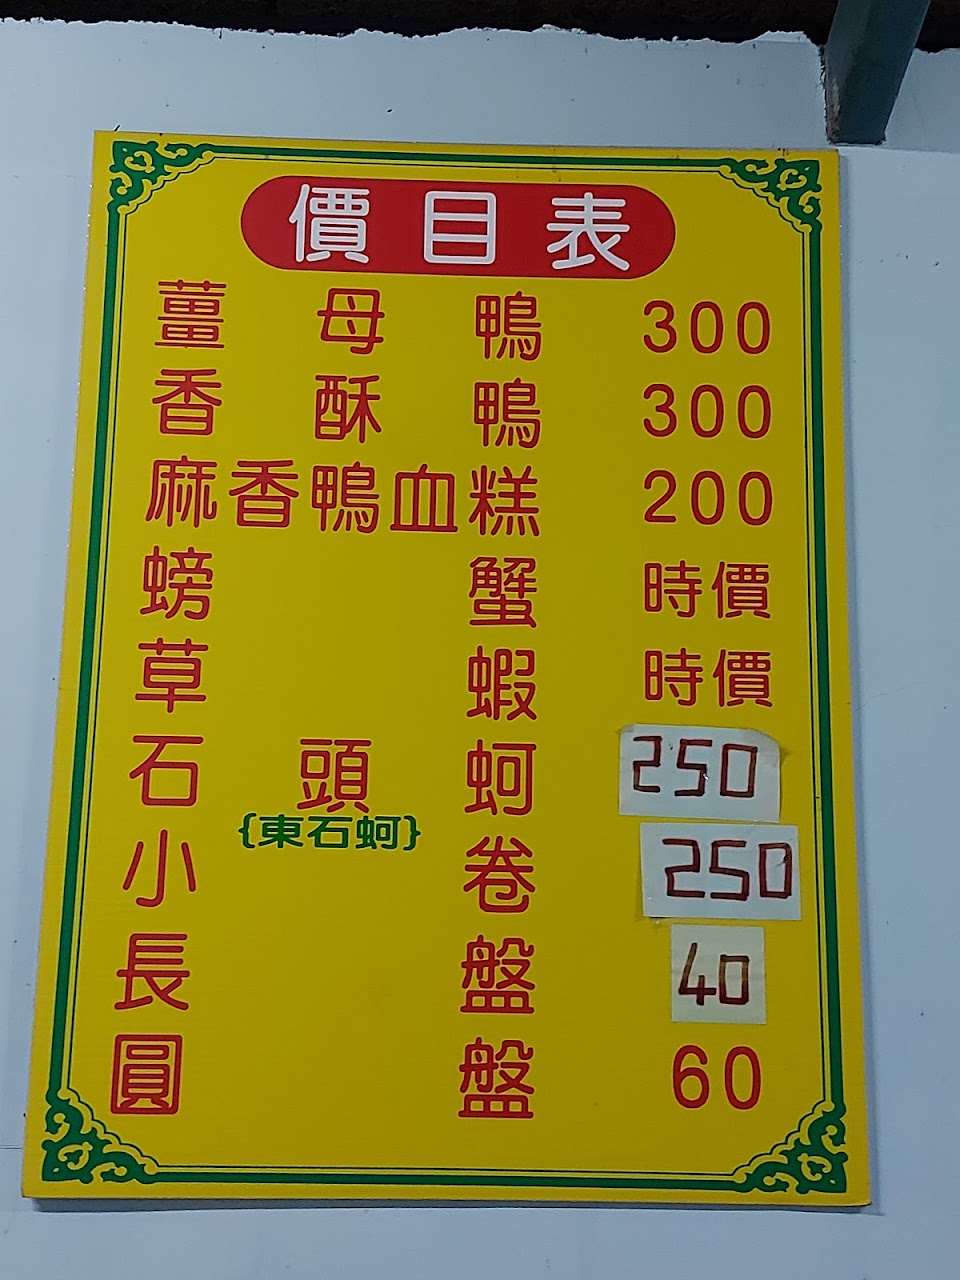 價目表
薑母鴨 300
香酥鴨 300
麻香鴨血糕 200
螃蟹 時價
草蝦 時價
石頭蚵 250
{東石蚵}
小卷 250
長盤 40
圓盤 60